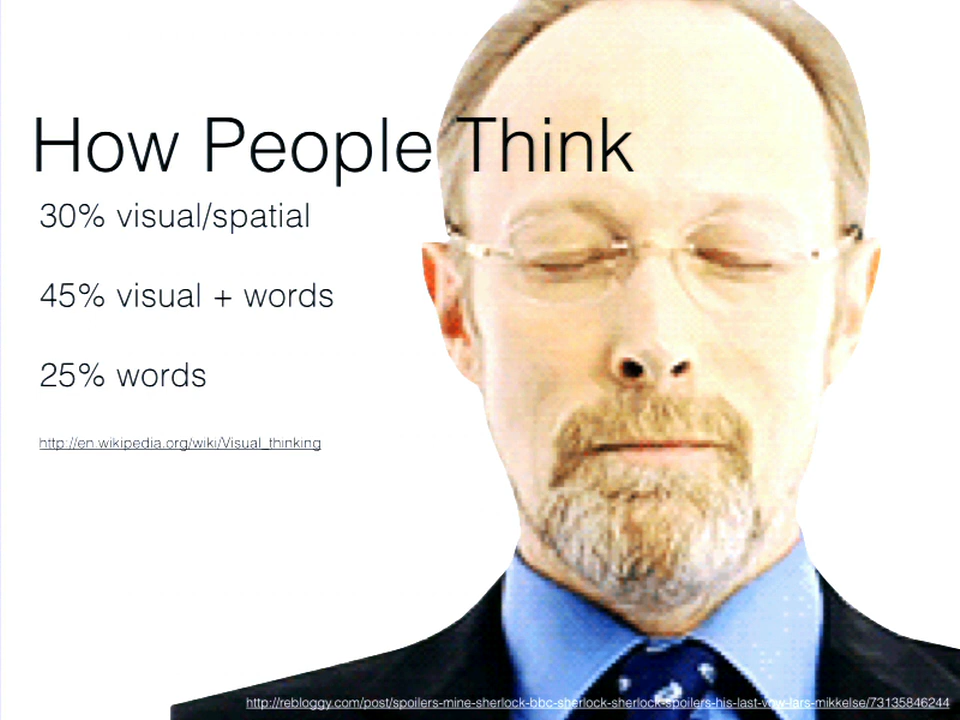 How People Think
30% visual/spatial
45% visual + words
25% words
http://en.wikipedia.org/wiki/Visual_thinking
http://rebloggy.com/post/spoilers-mine-sherlock-bbc-sherlock-sherlock-spoilers-his-last-vow-lars-mikkelse/73135846244